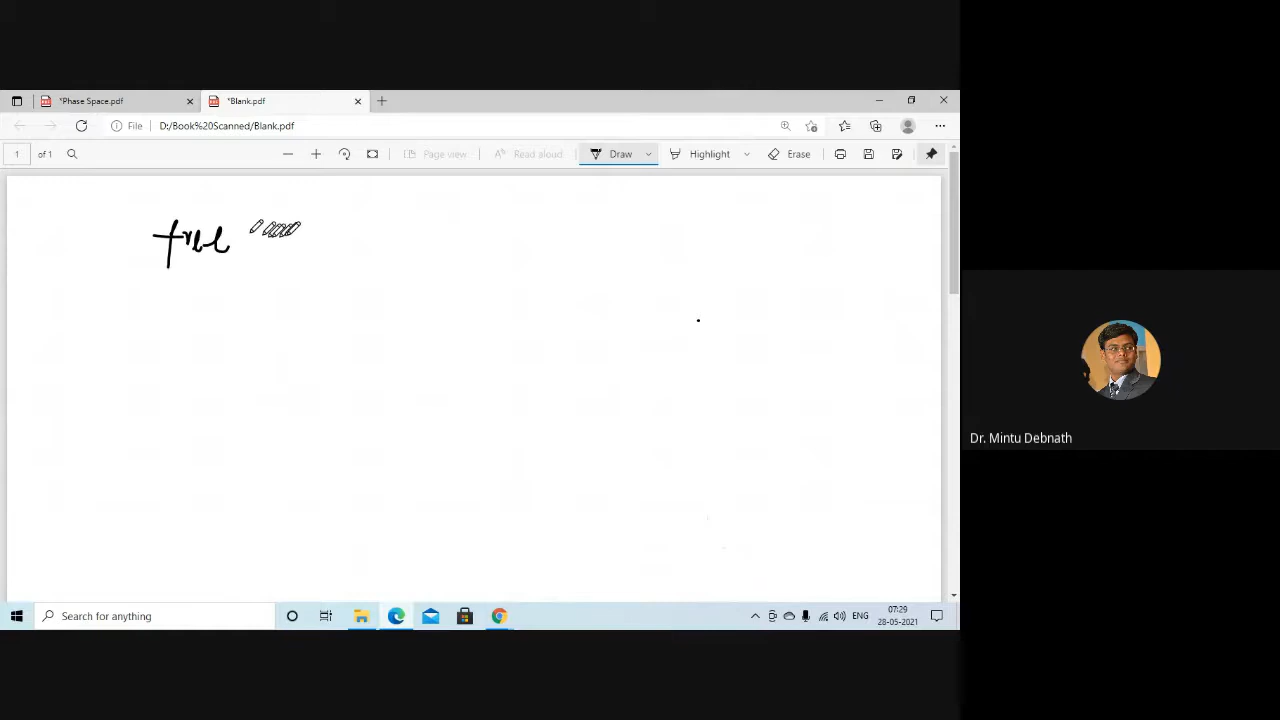 *Phase Space.pdf
*Blank.pdf
File D:/Book%20Scanned/Blank.pdf
1 of 1 Page view Read aloud Draw Highlight Erase
free
Dr. Mintu Debnath
Search for anything
ENG
07:29
28-05-2021